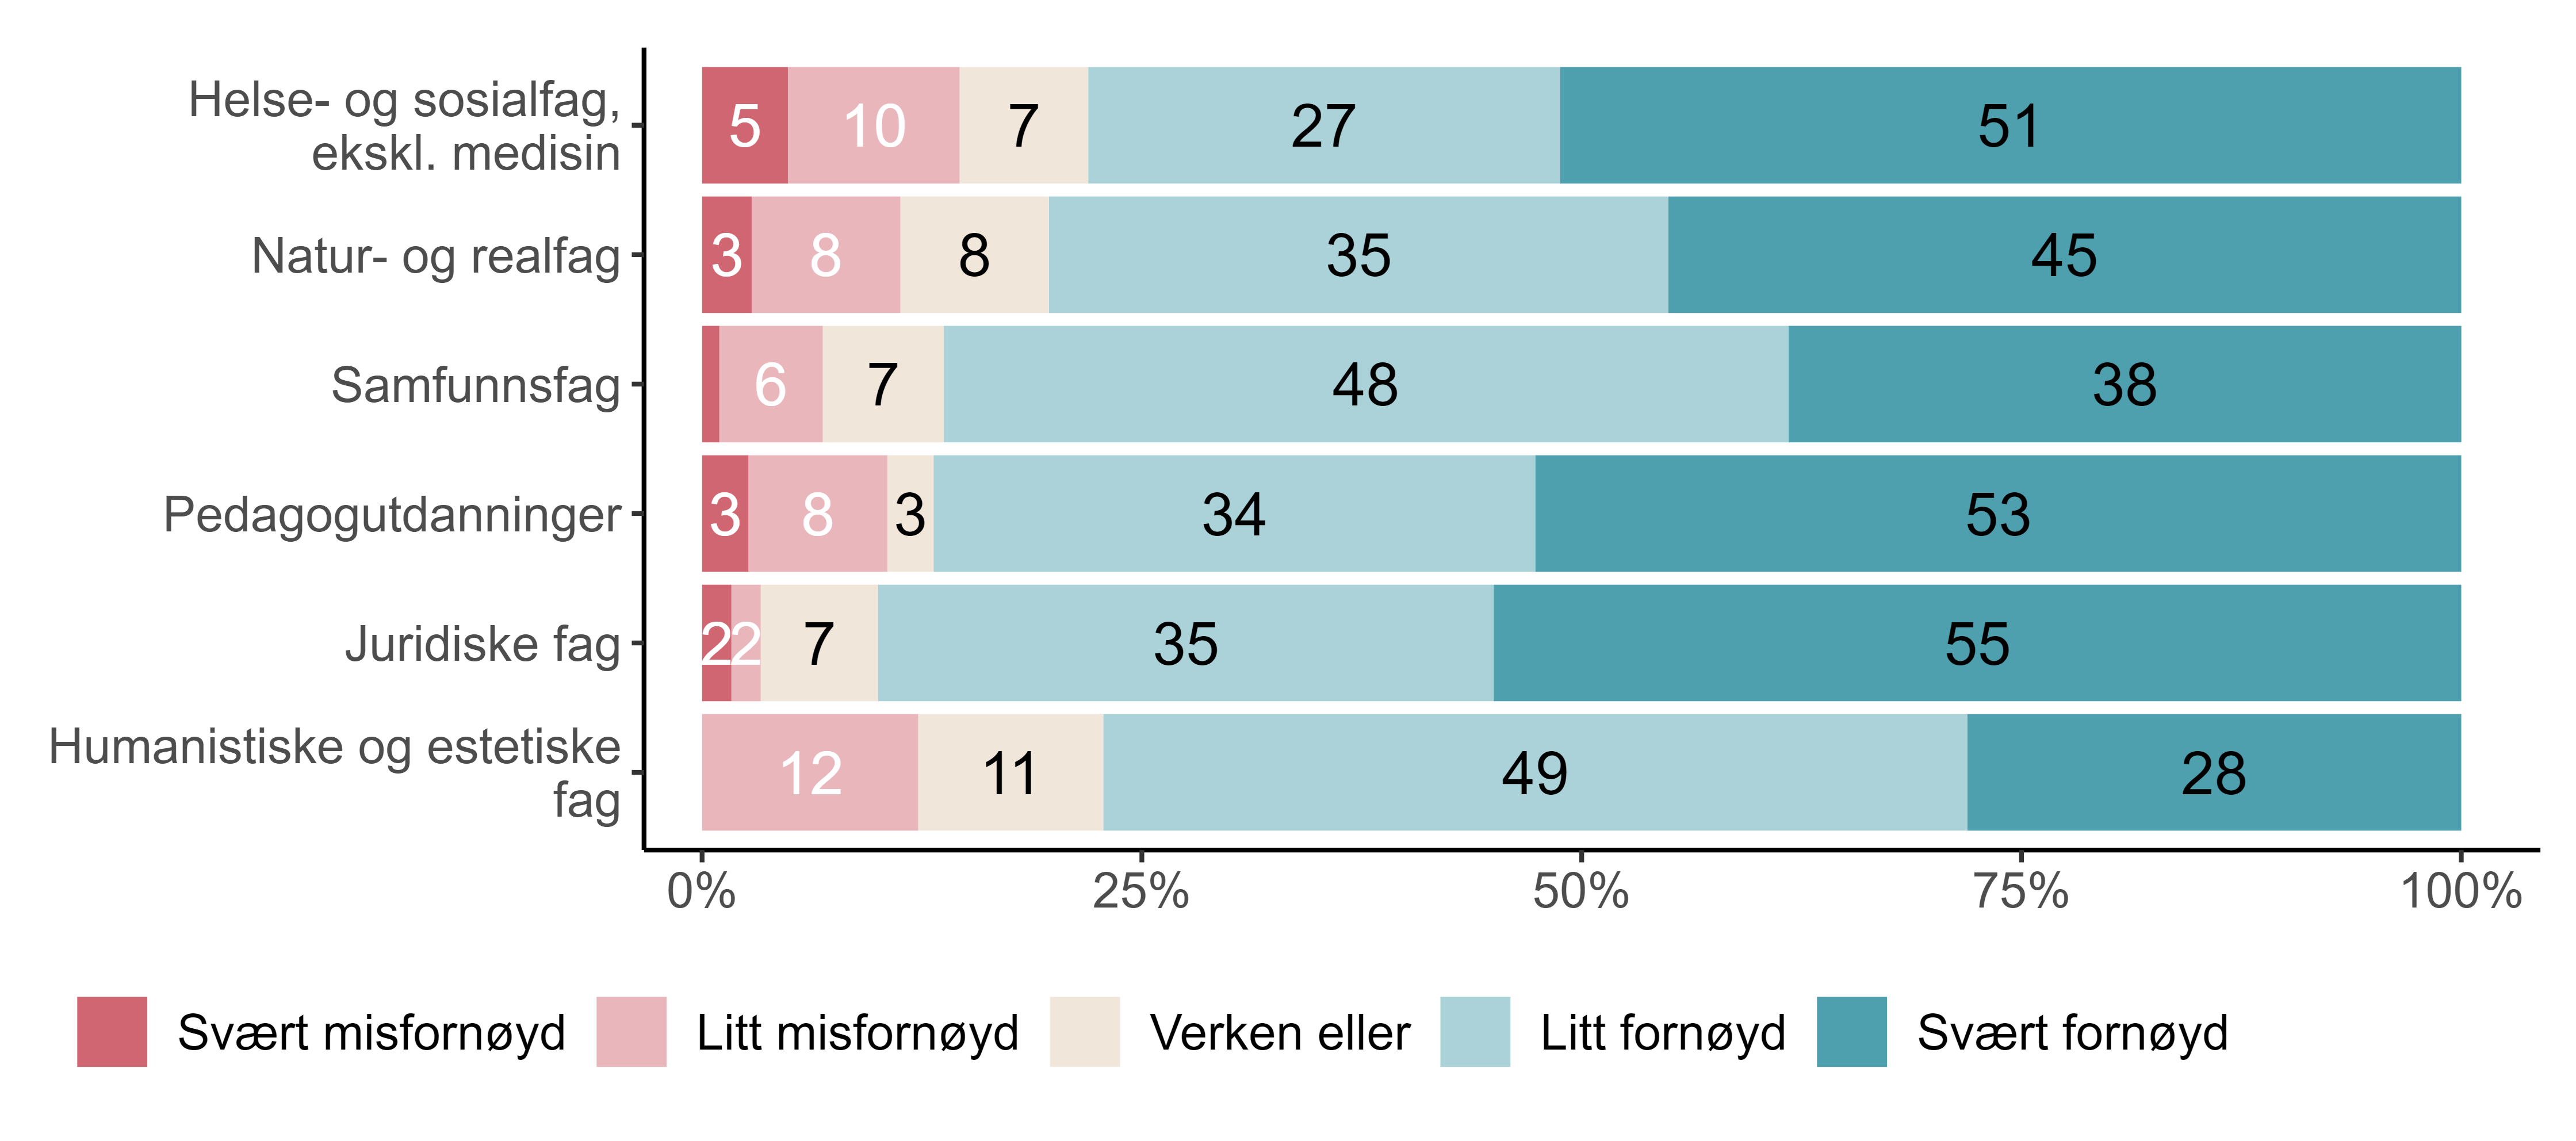 Helse- og sosialfag,
ekskl. medisin
5 10 7 27 51
Natur- og realfag
3 8 8 35 45
Samfunnsfag
6 7 48 38
Pedagogutdanninger
3 8 3 34 53
Juridiske fag
2 2 7 35 55
Humanistiske og estetiske
fag
12 11 49 28
0% 25% 50% 75% 100%
Svært misfornøyd Litt misfornøyd Verken eller Litt fornøyd Svært fornøyd